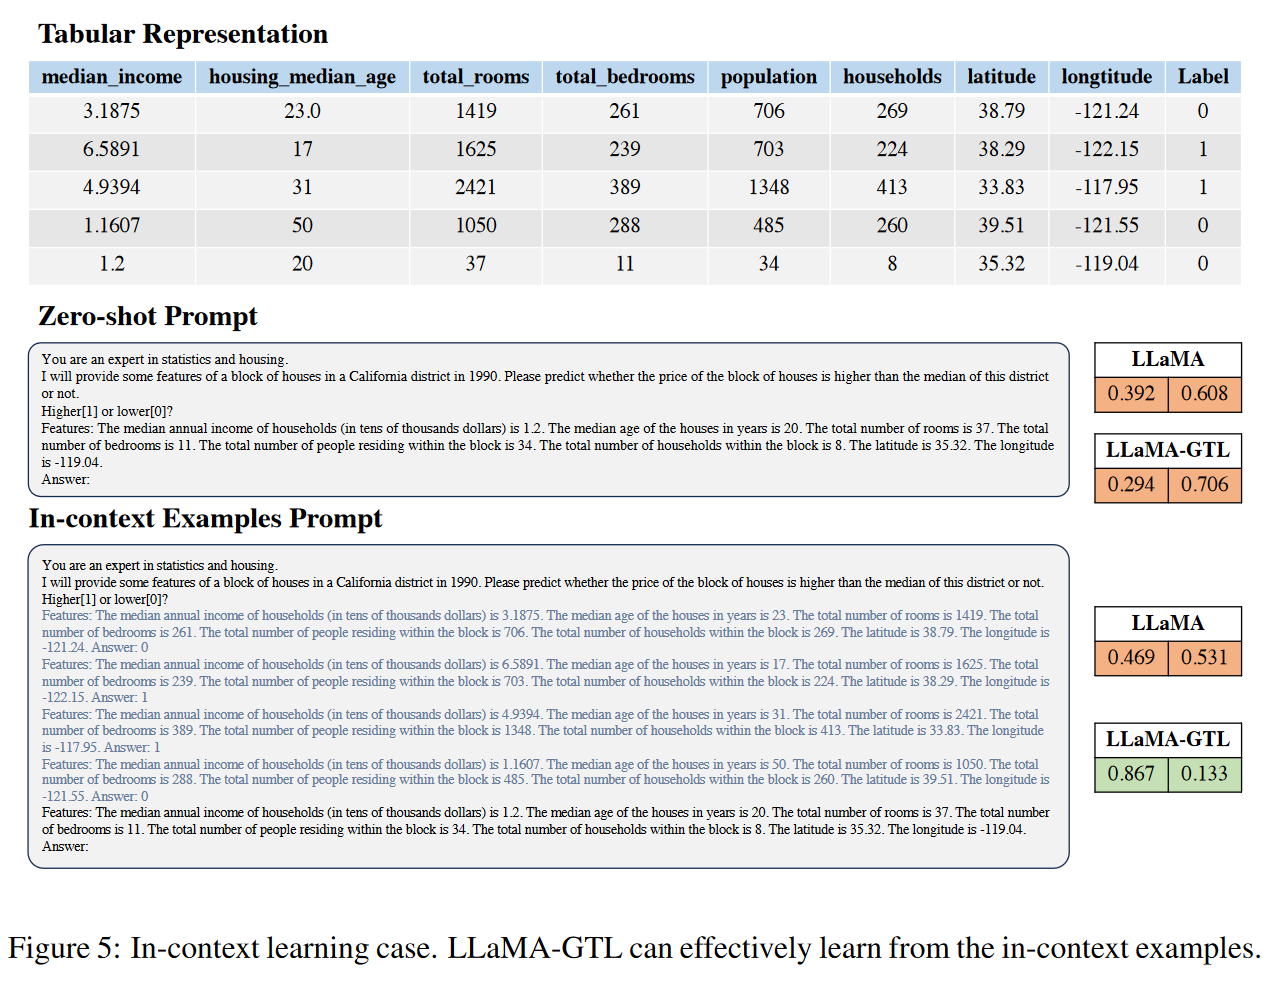 Tabular Representation
median_income housing_median_age total_rooms total_bedrooms population households latitude longtitude Label
3.1875 23.0 1419 261 706 269 38.79 -121.24 0
6.5891 17 1625 239 703 224 38.29 -122.15 1
4.9394 31 2421 389 1348 413 33.83 -117.95 1
1.1607 50 1050 288 485 260 39.51 -121.55 0
1.2 20 37 11 34 8 35.32 -119.04 0
Zero-shot Prompt
You are an expert in statistics and housing.
I will provide some features of a block of houses in a California district in 1990. Please predict whether the price of the block of houses is higher than the median of this district
or not.
Higher[1] or lower[0]?
Features: The median annual income of households (in tens of thousands dollars) is 1.2. The median age of the houses in years is 20. The total number of rooms is 37. The total
number of bedrooms is 11. The total number of people residing within the block is 34. The total number of households within the block is 8. The latitude is 35.32. The longitude
is -119.04.
Answer:
LLaMA
0.392 0.608
LLaMA-GTL
0.294 0.706
In-context Examples Prompt
You are an expert in statistics and housing.
I will provide some features of a block of houses in a California district in 1990. Please predict whether the price of the block of houses is higher than the median of this district or not.
Higher[1] or lower[0]?
Features: The median annual income of households (in tens of thousands dollars) is 3.1875. The median age of the houses in years is 23. The total number of rooms is 1419. The total
number of bedrooms is 261. The total number of people residing within the block is 706. The total number of households within the block is 269. The latitude is 38.79. The longitude is
-121.24. Answer: 0
Features: The median annual income of households (in tens of thousands dollars) is 6.5891. The median age of the houses in years is 17. The total number of rooms is 1625. The total
number of bedrooms is 239. The total number of people residing within the block is 703. The total number of households within the block is 224. The latitude is 38.29. The longitude is
-122.15. Answer: 1
Features: The median annual income of households (in tens of thousands dollars) is 4.9394. The median age of the houses in years is 31. The total number of rooms is 2421. The total
number of bedrooms is 389. The total number of people residing within the block is 1348. The total number of households within the block is 413. The latitude is 33.83. The longitude
is -117.95. Answer: 1
Features: The median annual income of households (in tens of thousands dollars) is 1.1607. The median age of the houses in years is 50. The total number of rooms is 1050. The total
number of bedrooms is 288. The total number of people residing within the block is 485. The total number of households within the block is 260. The latitude is 39.51. The longitude is
-121.55. Answer: 0
Features: The median annual income of households (in tens of thousands dollars) is 1.2. The median age of the houses in years is 20. The total number of rooms is 37. The total number
of bedrooms is 11. The total number of people residing within the block is 34. The total number of households within the block is 8. The latitude is 35.32. The longitude is -119.04.
Answer:
LLaMA
0.469 0.531
LLaMA-GTL
0.867 0.133
Figure 5: In-context learning case. LLaMA-GTL can effectively learn from the in-context examples.